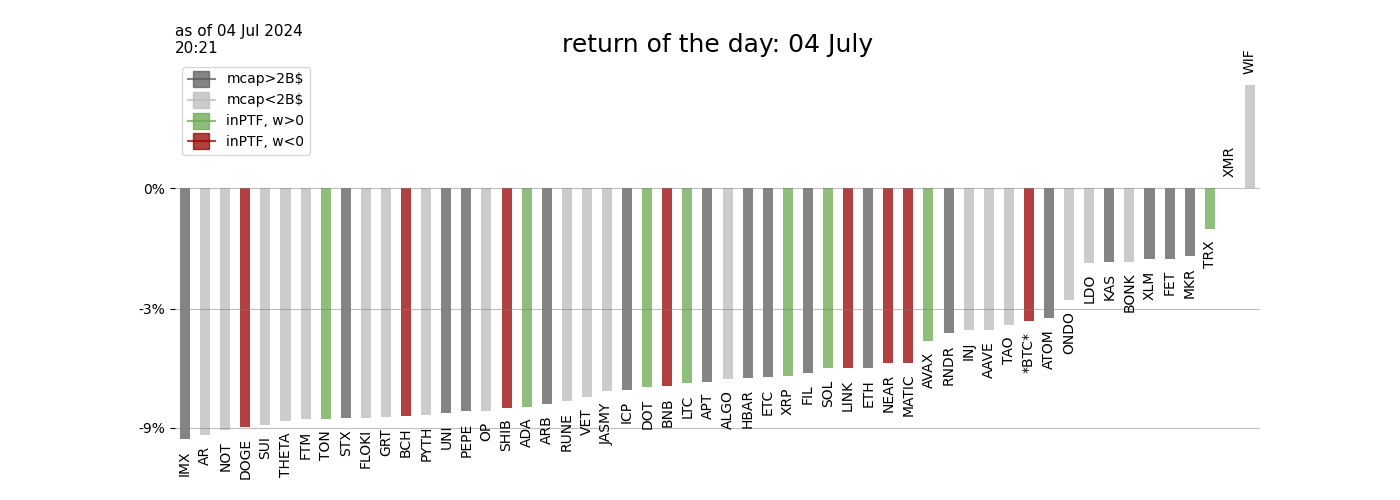 as of 04 Jul 2024
20:21
return of the day: 04 July
mcap>2B$
mcap<2B$
inPTF, w>0
inPTF, w<0
0%
-3%
-9%
IMX
AR
NOT
DOGE
SUI
THETA
FTM
TON
STX
FLOKI
GRT
BCH
PYTH
UNI
PEPE
OP
SHIB
ADA
ARB
RUNE
VET
JASMY
ICP
DOT
BNB
LTC
APT
ALGO
HBAR
ETC
XRP
FIL
SOL
LINK
ETH
NEAR
MATIC
AVAX
RNDR
INJ
AAVE
TAO
*BTC*
ATOM
ONDO
LDO
KAS
BONK
XLM
FET
MKR
TRX
XMR
WIF